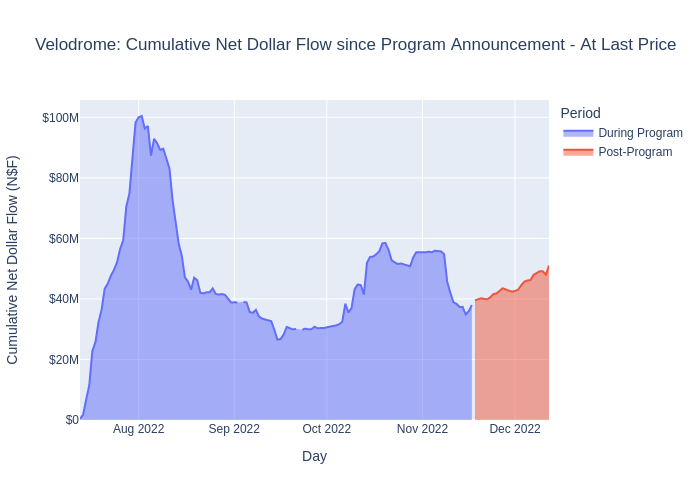 Velodrome: Cumulative Net Dollar Flow since Program Announcement - At Last Price
Cumulative Net Dollar Flow (N$F)
$100M
$80M
$60M
$40M
$20M
$0
Aug 2022
Sep 2022
Oct 2022
Nov 2022
Dec 2022
Day
Period
During Program
Post-Program